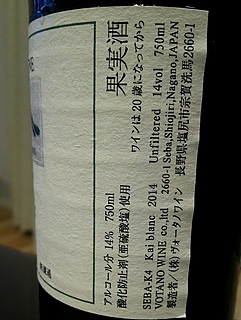 果実酒
ワインは20歳になってから
アルコール分 14% 750ml
酸化防止剤(亜硫酸塩)使用
SEBA-K4 Kai blanc 2014 Unfiltered 14vol 750ml
VOTANO WINE co.,ltd 2660-1 Seba,Shiojiri,Nagano,JAPAN
製造者/(株)ヴォータノワイン 長野県塩尻市宗賀洗馬2660-1